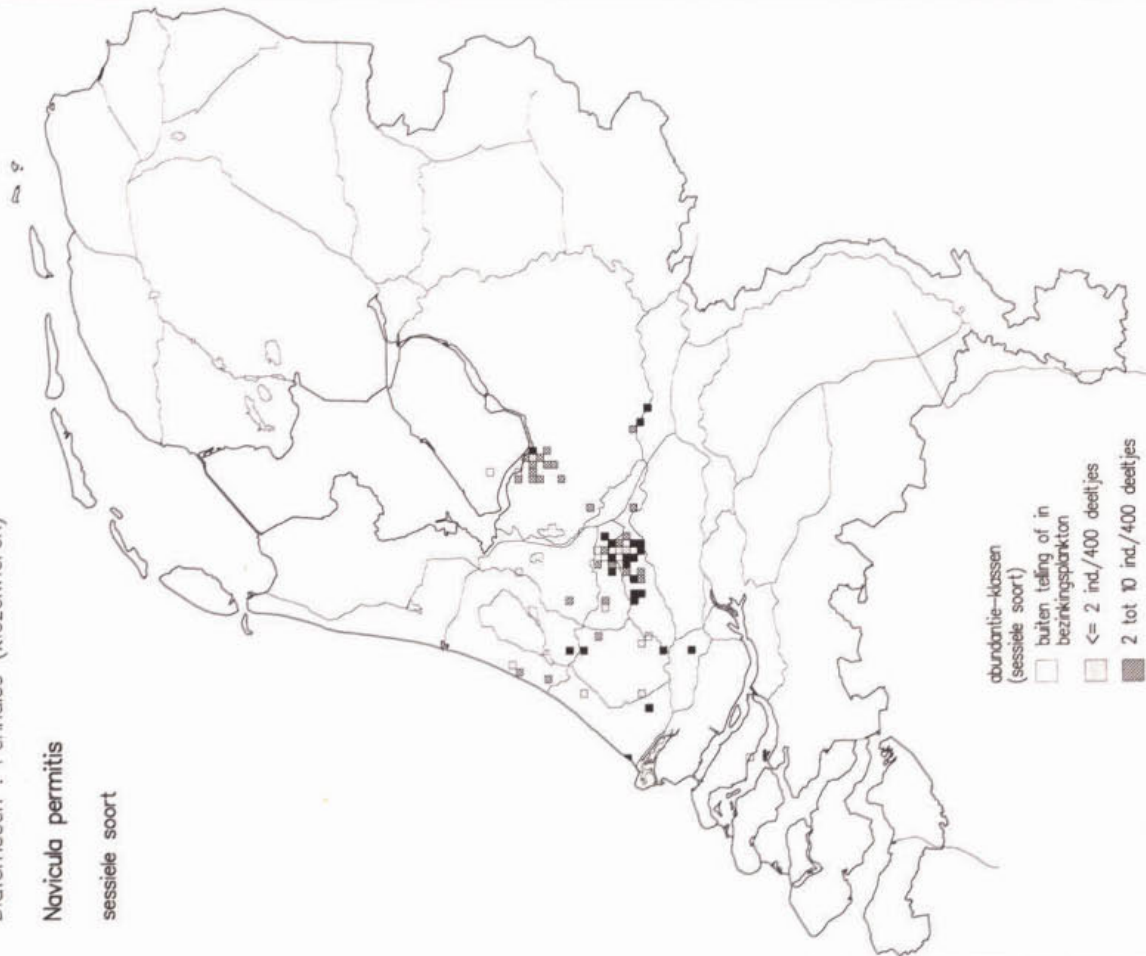 Navicula permitis
sessiele soort
abundantie-klassen
(sessiele soort)
buiten telling of in
bezinkingsplankton
<= 2 ind./400 deeltjes
2 tot 10 ind./400 deeltjes